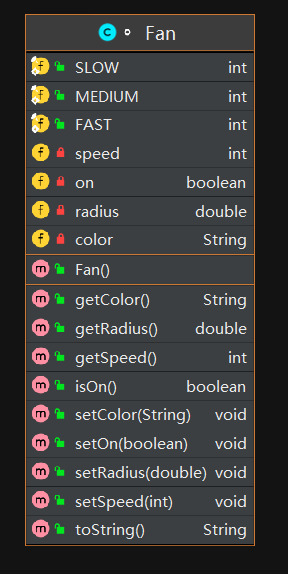 C Fan
f SLOW int
f MEDIUM int
f FAST int
f speed int
f on boolean
f radius double
f color String
m Fan()
m getColor() String
m getRadius() double
m getSpeed() int
m isOn() boolean
m setColor(String) void
m setOn(boolean) void
m setRadius(double) void
m setSpeed(int) void
m toString() String